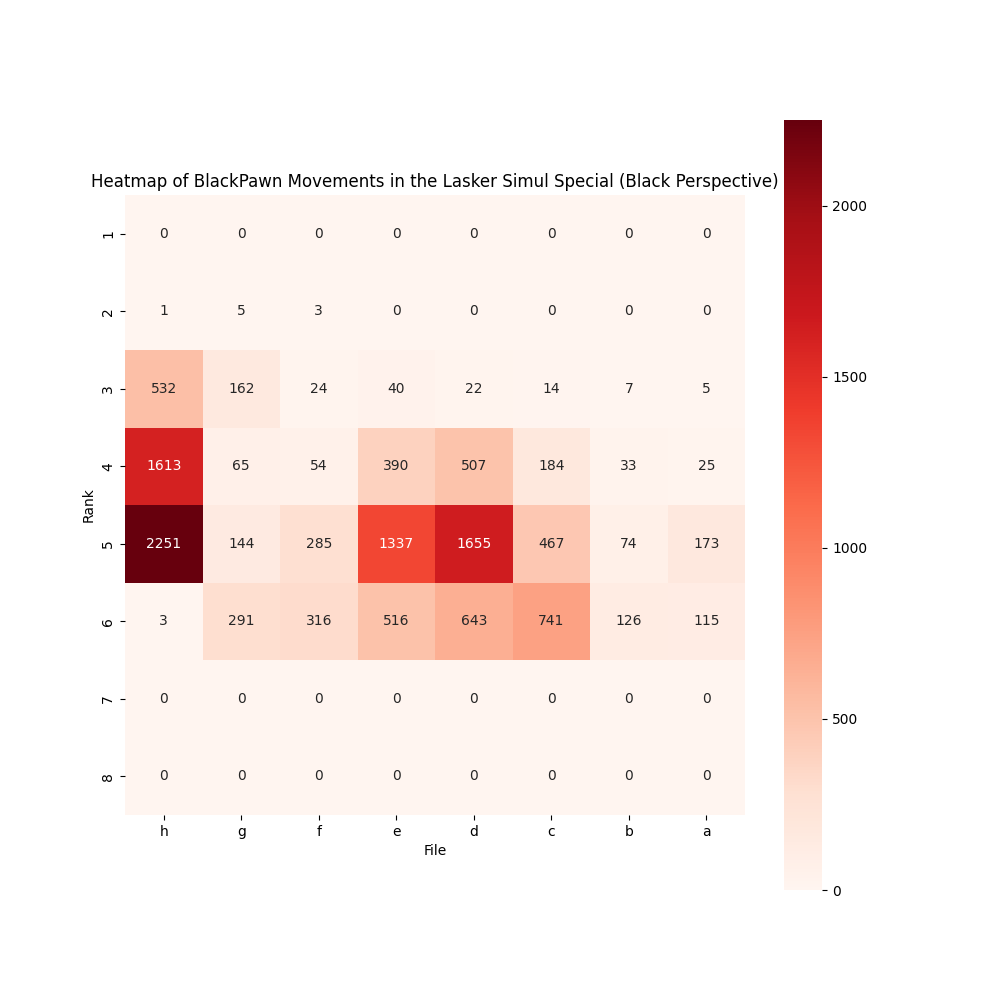 Heatmap of BlackPawn Movements in the Lasker Simul Special (Black Perspective)
1 0 0 0 0 0 0 0 0
2 1 5 3 0 0 0 0 0
3 532 162 24 40 22 14 7 5
4 1613 65 54 390 507 184 33 25
5 2251 144 285 1337 1655 467 74 173
6 3 291 316 516 643 741 126 115
7 0 0 0 0 0 0 0 0
8 0 0 0 0 0 0 0 0
h g f e d c b a
File
Rank
2000
1500
1000
500
0